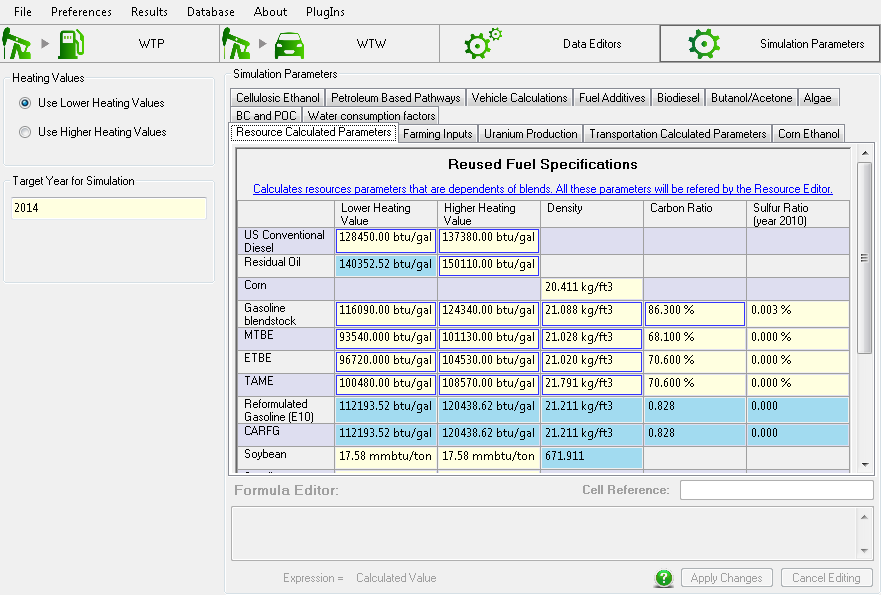 File Preferences Results Database About PlugIns
WTP WTW Data Editors Simulation Parameters
Heating Values
Use Lower Heating Values
Use Higher Heating Values
Target Year for Simulation
2014
Simulation Parameters
Cellulosic Ethanol Petroleum Based Pathways Vehicle Calculations Fuel Additives Biodiesel Butanol/Acetone Algae
BC and POC Water consumption factors
Resource Calculated Parameters Farming Inputs Uranium Production Transportation Calculated Parameters Corn Ethanol
Reused Fuel Specifications
Calculates resources parameters that are dependents of blends. All these parameters will be refered by the Resource Editor.
Lower Heating Value Higher Heating Value Density Carbon Ratio Sulfur Ratio (year 2010)
US Conventional Diesel 128450.00 btu/gal 137380.00 btu/gal
Residual Oil 140352.52 btu/gal 150110.00 btu/gal
Corn 20.411 kg/ft3
Gasoline blendstock 116090.00 btu/gal 124340.00 btu/gal 21.088 kg/ft3 86.300 % 0.003 %
MTBE 93540.000 btu/gal 101130.00 btu/gal 21.028 kg/ft3 68.100 % 0.000 %
ETBE 96720.000 btu/gal 104530.00 btu/gal 21.020 kg/ft3 70.600 % 0.000 %
TAME 100480.00 btu/gal 108570.00 btu/gal 21.791 kg/ft3 70.600 % 0.000 %
Reformulated Gasoline (E10) 112193.52 btu/gal 120438.62 btu/gal 21.211 kg/ft3 0.828 0.000
CARFG 112193.52 btu/gal 120438.62 btu/gal 21.211 kg/ft3 0.828 0.000
Soybean 17.58 mmbtu/ton 17.58 mmbtu/ton 671.911
Formula Editor: Cell Reference:
Expression = Calculated Value ? Apply Changes Cancel Editing